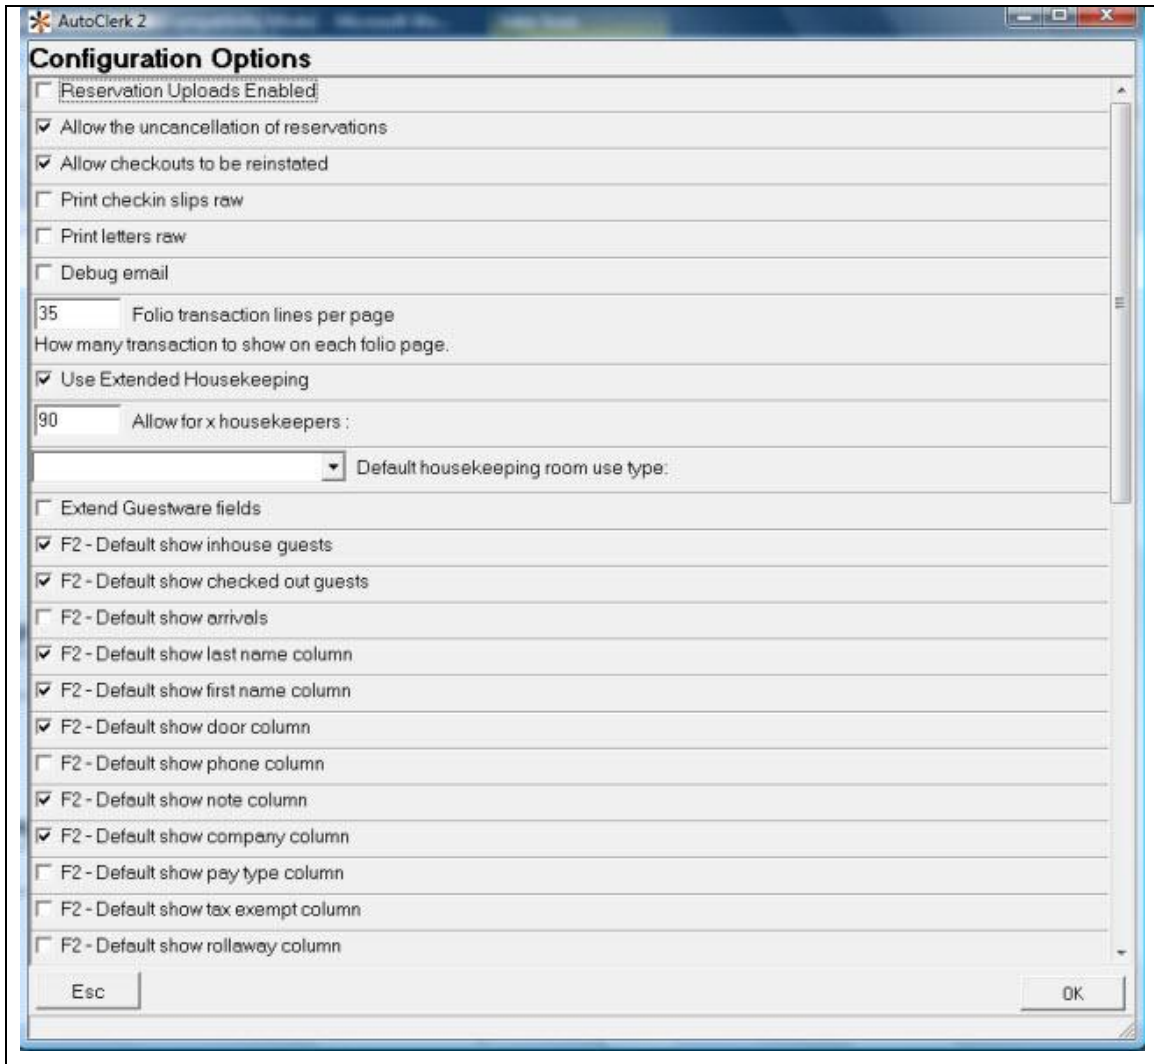 AutoClerk 2
Configuration Options
Reservation Uploads Enabled
Allow the uncancellation of reservations
Allow checkouts to be reinstated
Print checkin slips raw
Print letters raw
Debug email
35 Folio transaction lines per page
How many transaction to show on each folio page.
Use Extended Housekeeping
90 Allow for x housekeepers :
Default housekeeping room use type:
Extend Guestware fields
F2 - Default show inhouse guests
F2 - Default show checked out guests
F2 - Default show arrivals
F2 - Default show last name column
F2 - Default show first name column
F2 - Default show door column
F2 - Default show phone column
F2 - Default show note column
F2 - Default show company column
F2 - Default show pay type column
F2 - Default show tax exempt column
F2 - Default show rollaway column
Esc OK